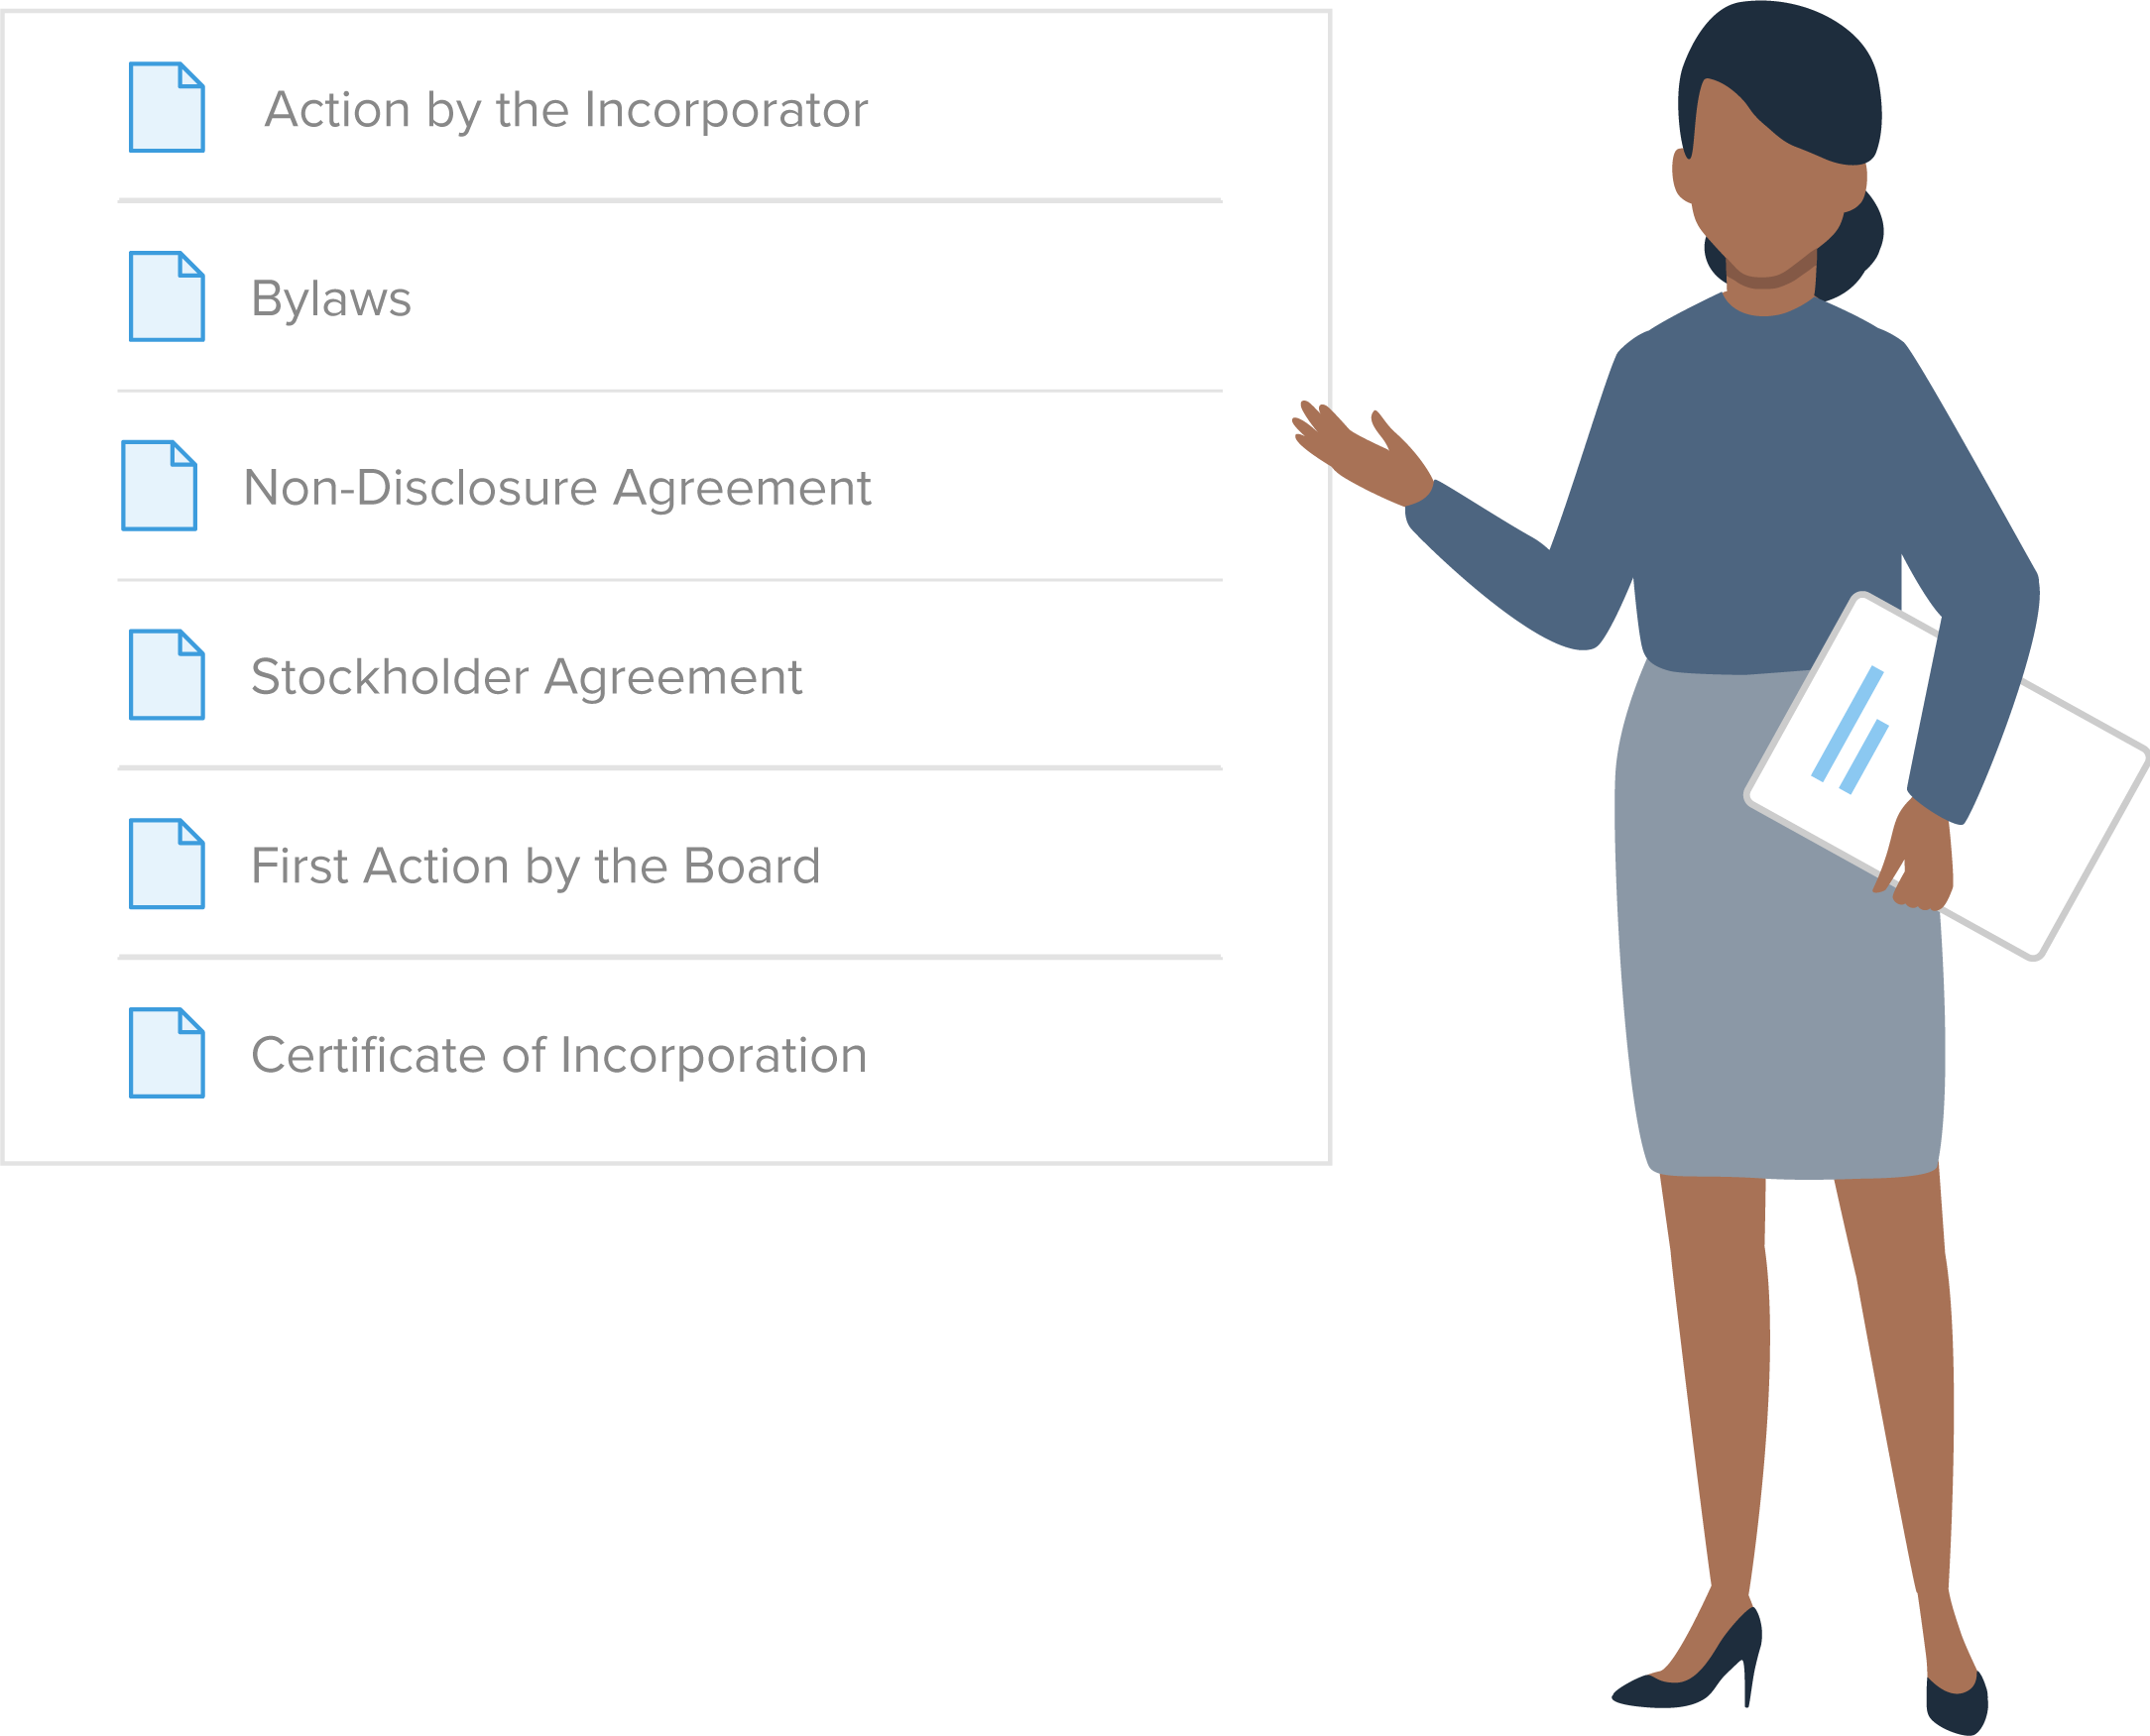 Action by the Incorporator
Bylaws
Non-Disclosure Agreement
Stockholder Agreement
First Action by the Board
Certificate of Incorporation